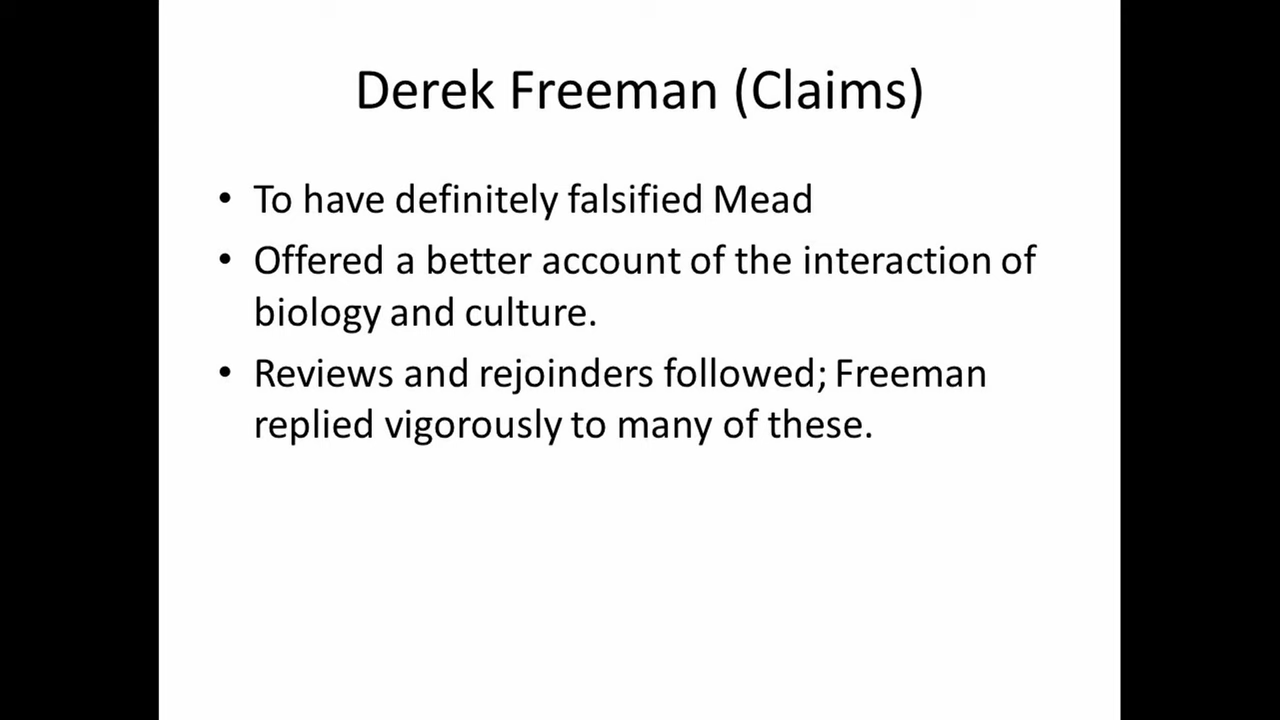 Derek Freeman (Claims)
• To have definitely falsified Mead
• Offered a better account of the interaction of
biology and culture.
• Reviews and rejoinders followed; Freeman
replied vigorously to many of these.